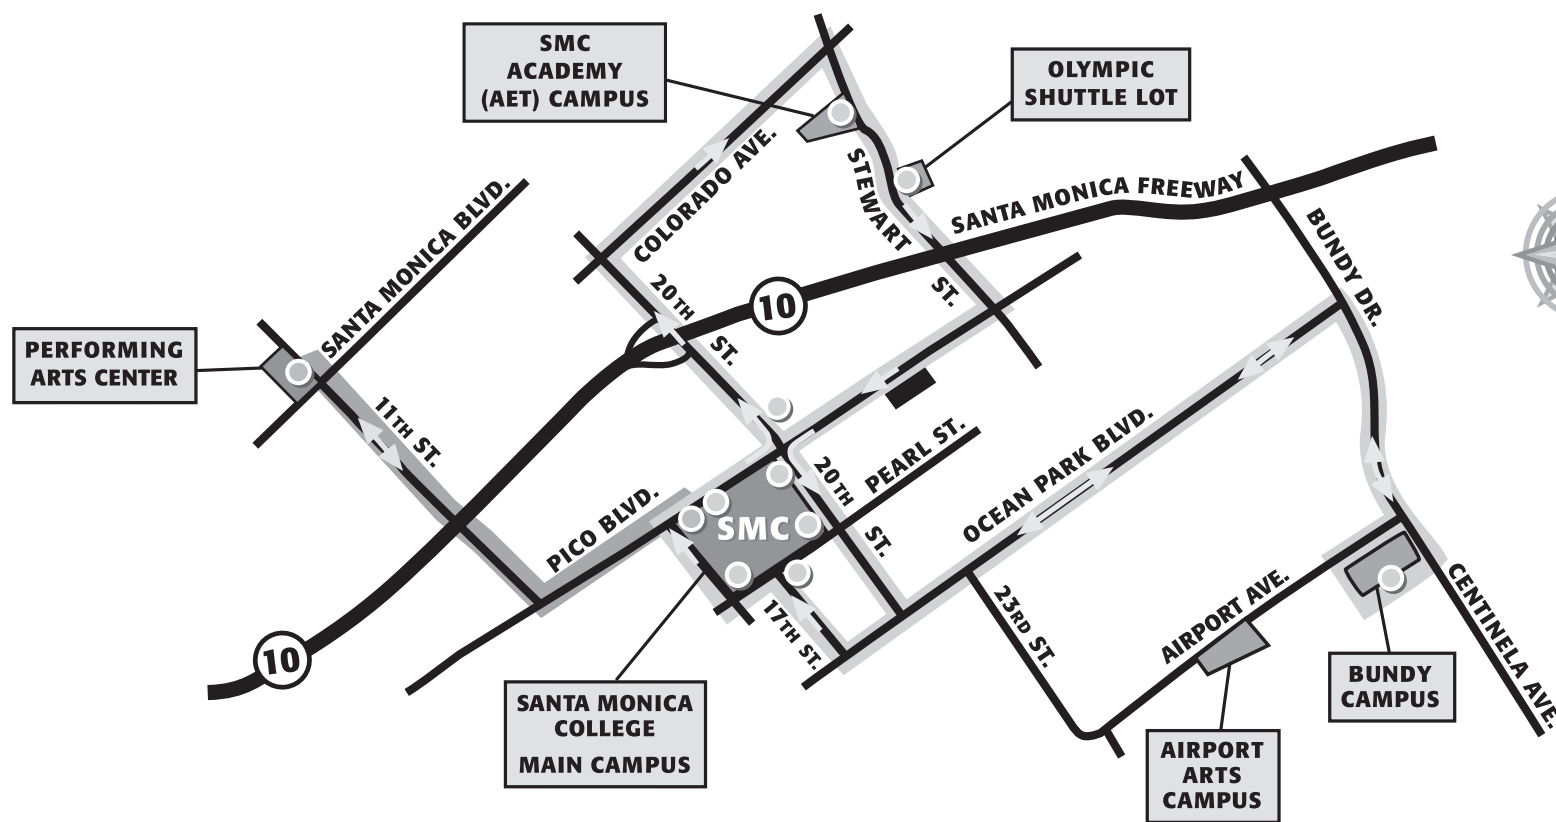 SMC
ACADEMY
(AET) CAMPUS
OLYMPIC
SHUTTLE LOT
COLORADO AVE.
STEWART
ST.
SANTA MONICA FREEWAY
SANTA MONICA BLVD.
BUNDY DR.
20TH
ST.
10
PERFORMING
ARTS CENTER
11TH ST.
PICO BLVD.
SMC
20TH
ST.
PEARL ST.
OCEAN PARK BLVD.
17TH ST.
23RD ST.
AIRPORT AVE.
CENTINELA AVE.
10
SANTA MONICA
COLLEGE
MAIN CAMPUS
BUNDY
CAMPUS
AIRPORT
ARTS
CAMPUS